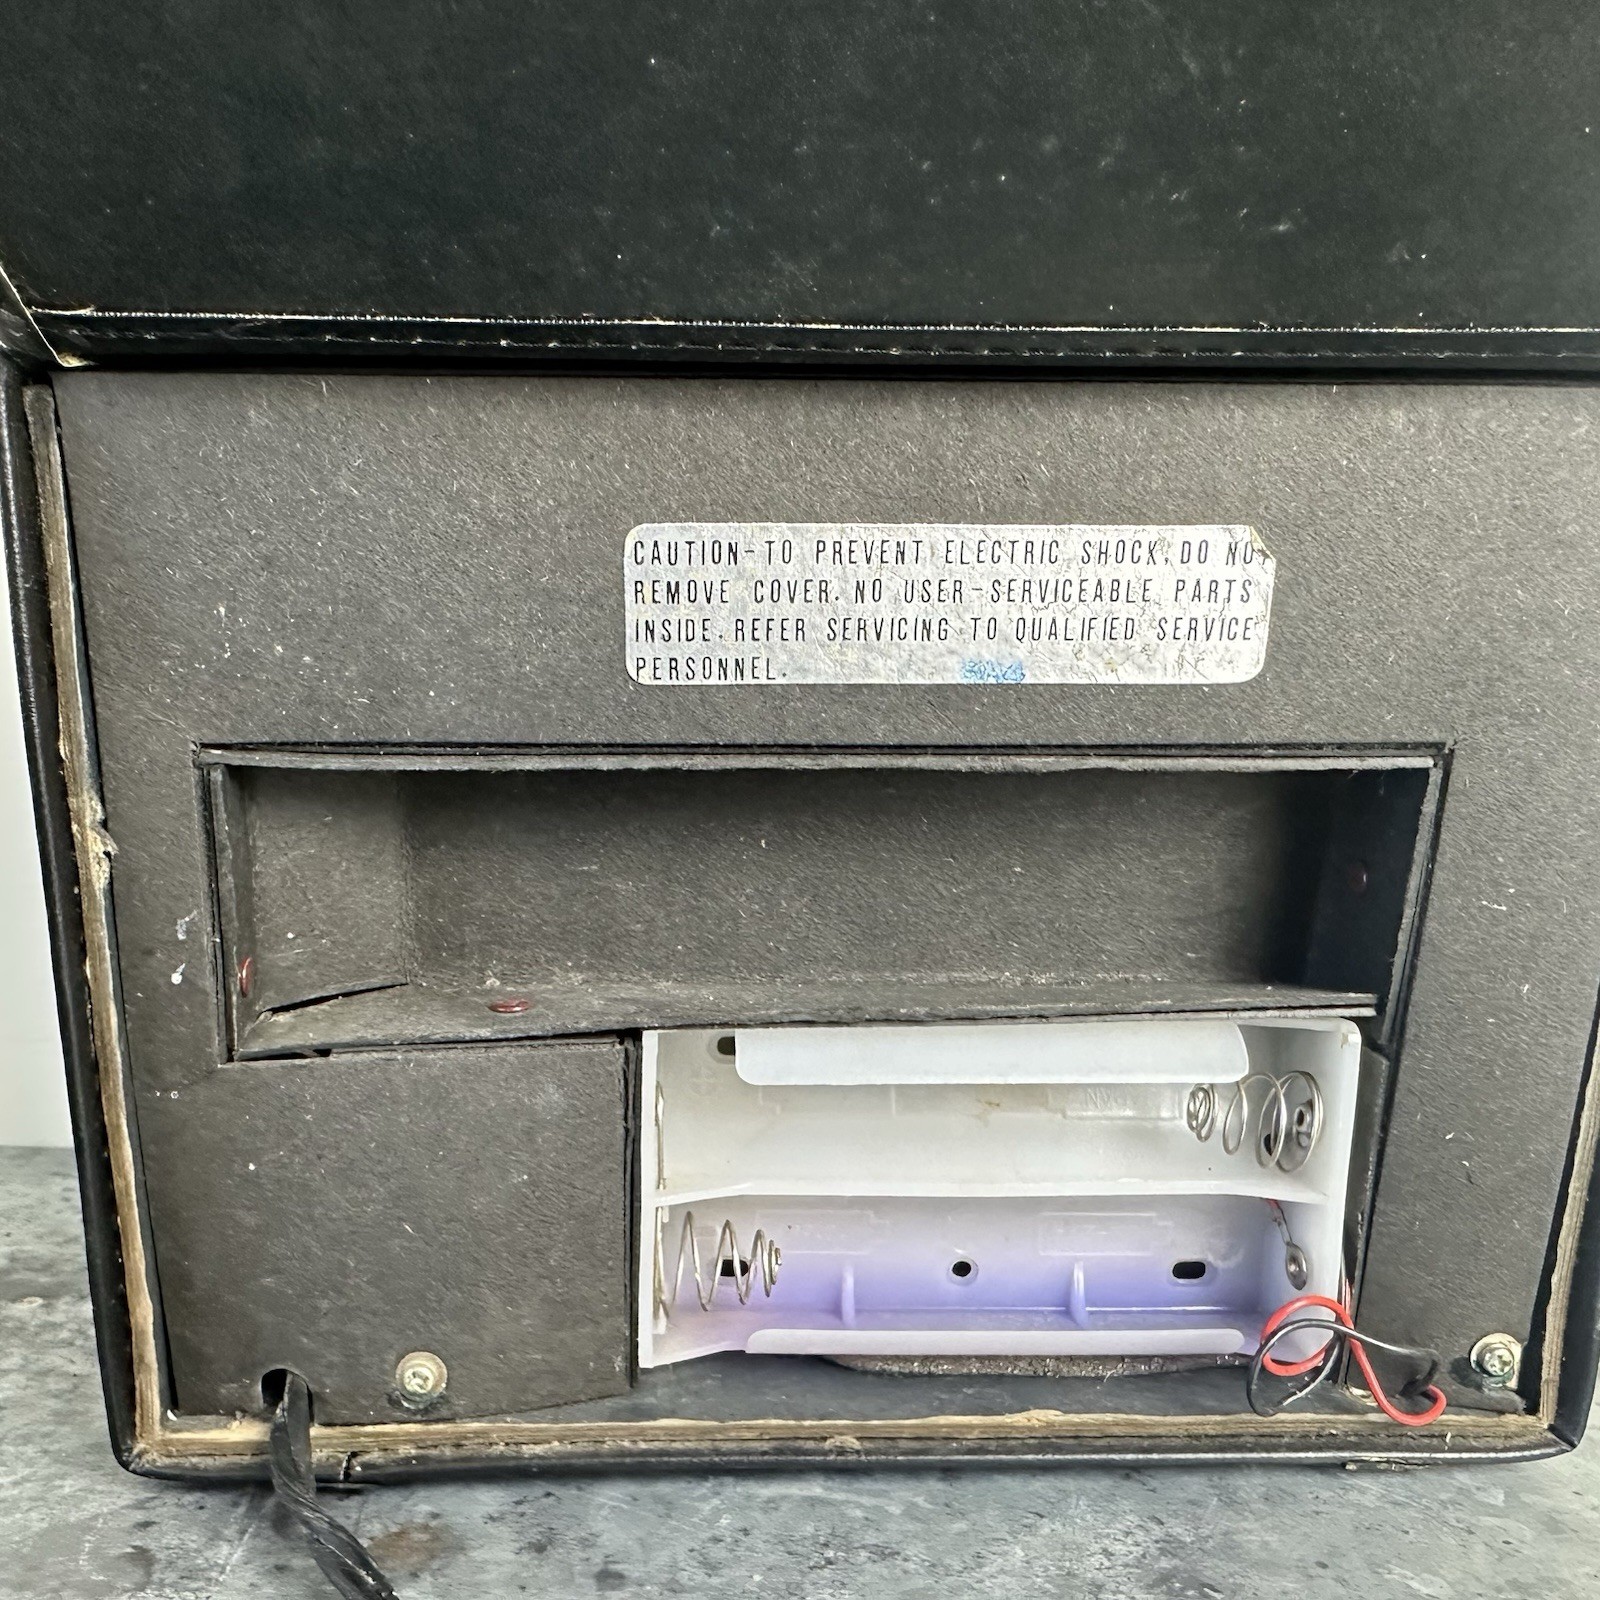 CAUTION-TO PREVENT ELECTRIC SHOCK, DO NO
REMOVE COVER. NO USER-SERVICEABLE PARTS
INSIDE. REFER SERVICING TO QUALIFIED SERVICE
PERSONNEL.